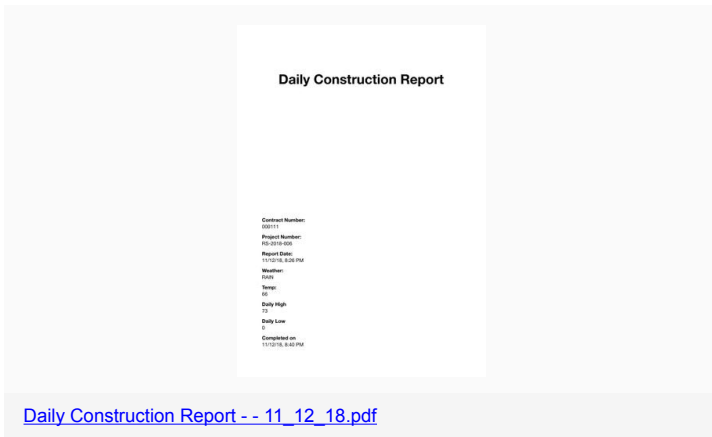 Daily Construction Report
Contract Number:
000111
Project Number:
RS-2018-006
Report Date:
11/12/18, 8:26 PM
Weather:
RAIN
Temp:
66
Daily High
73
Daily Low
0
Completed on
11/12/18, 8:40 PM
Daily Construction Report - - 11_12_18.pdf